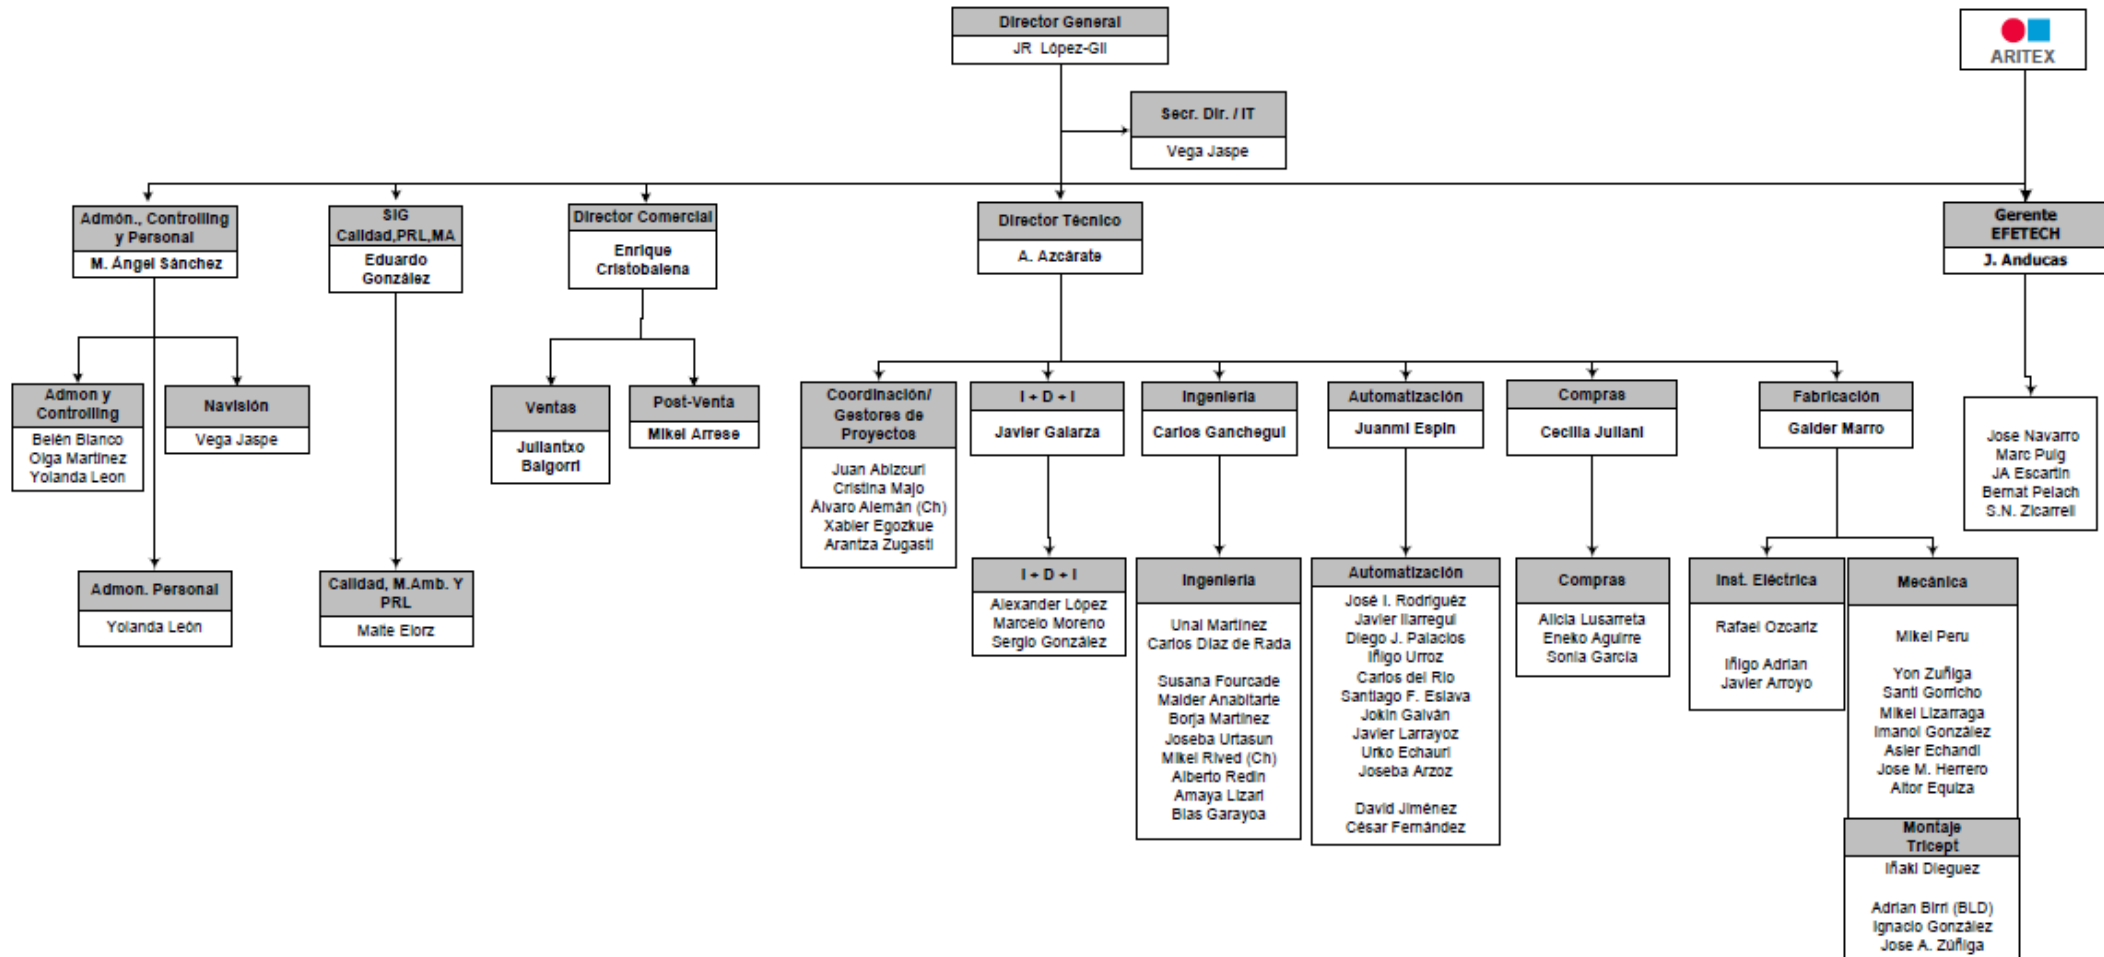 Director General
JR López-Gil
ARITEX
Secr. Dir. / IT
Vega Jaspe
Admón., Controlling
y Personal
M. Ángel Sánchez
SIG
Calidad,PRL,MA
Eduardo
González
Director Comercial
Enrique
Cristobalena
Director Técnico
A. Azcárate
Gerente
EFETECH
J. Anducas
Admon y
Controlling
Belén Blanco
Olga Martínez
Yolanda Leon
Navisión
Vega Jaspe
Ventas
Juliantxo
Baigorri
Post-Venta
Mikel Arrese
Coordinación/
Gestores de
Proyectos
Juan Abizcuri
Cristina Majo
Álvaro Alemán (Ch)
Xabier Egozkue
Arantza Zugasti
I + D + I
Javier Galarza
Ingeniería
Carlos Ganchegui
Automatización
Juanmi Espin
Compras
Cecilia Juliani
Fabricación
Galder Marro
Jose Navarro
Marc Puig
JA Escartin
Bernat Pelach
S.N. Zicarrell
Admon. Personal
Yolanda León
Calidad, M.Amb. Y
PRL
Maite Elorz
I + D + I
Alexander López
Marcelo Moreno
Sergio González
Ingeniería
Unai Martínez
Carlos Díaz de Rada
Susana Fourcade
Maider Anabitarte
Borja Martínez
Joseba Urtasun
Mikel Rived (Ch)
Alberto Redin
Amaya Lizari
Blas Garayoa
Automatización
José I. Rodríguéz
Javier Ilarregui
Diego J. Palacios
Iñigo Urroz
Carlos del Rio
Santiago F. Eslava
Jokin Galván
Javier Larrayoz
Urko Echauri
Joseba Arzoz
David Jiménez
César Fernández
Compras
Alicia Lusarreta
Eneko Aguirre
Sonia García
Inst. Eléctrica
Rafael Ozcariz
Iñigo Adrian
Javier Arroyo
Mecánica
Mikel Peru
Yon Zuñiga
Santi Gorricho
Mikel Lizarraga
Imanol González
Asier Echandi
Jose M. Herrero
Aitor Equiza
Montaje
Tricept
Iñaki Dieguez
Adrian Birri (BLD)
Ignacio González
Jose A. Zúñiga